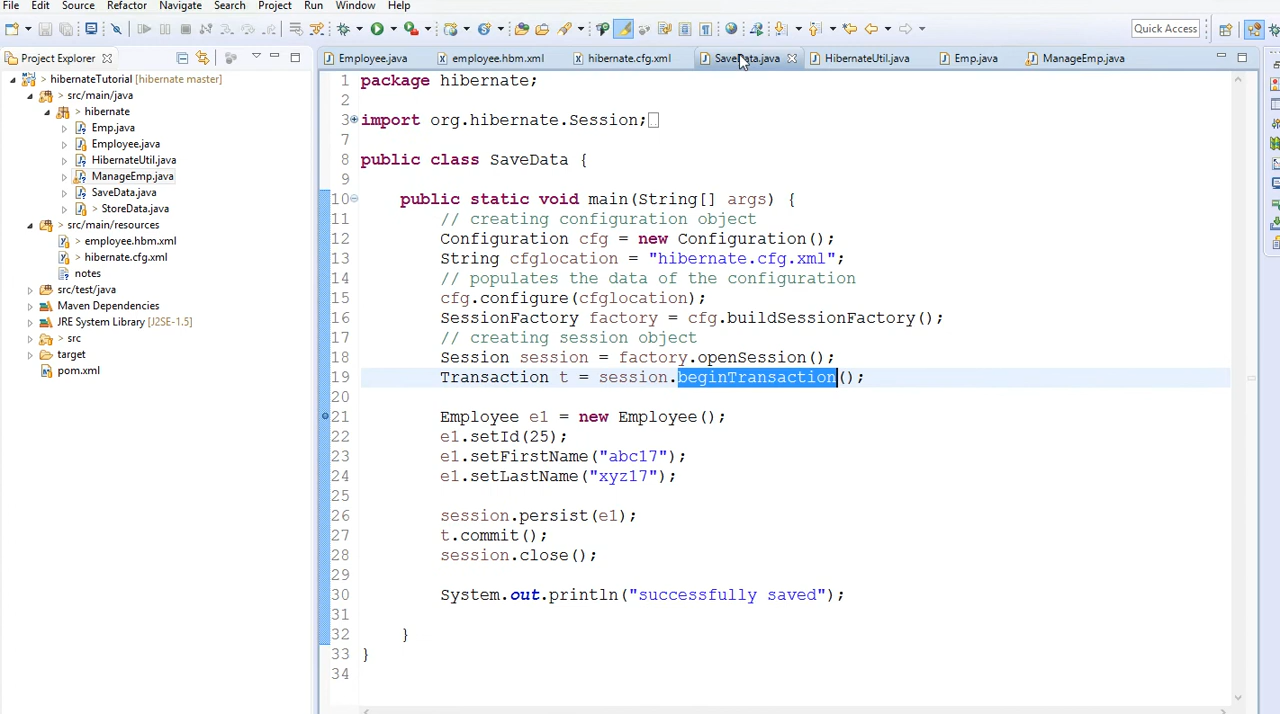 File Edit Source Refactor Navigate Search Project Run Window Help
Quick Access
Project Explorer
Employee.java employee.hbm.xml hibernate.cfg.xml SaveData.java HibernateUtil.java Emp.java ManageEmp.java
> hibernateTutorial [hibernate master]
> src/main/java
> hibernate
> Emp.java
> Employee.java
> HibernateUtil.java
> ManageEmp.java
> SaveData.java
> StoreData.java
> src/main/resources
> employee.hbm.xml
> hibernate.cfg.xml
notes
src/test/java
Maven Dependencies
JRE System Library [J2SE-1.5]
> src
target
pom.xml
1 package hibernate;
2
3 import org.hibernate.Session;
7
8 public class SaveData {
9
10 public static void main(String[] args) {
11 // creating configuration object
12 Configuration cfg = new Configuration();
13 String cfglocation = "hibernate.cfg.xml";
14 // populates the data of the configuration
15 cfg.configure(cfglocation);
16 SessionFactory factory = cfg.buildSessionFactory();
17 // creating session object
18 Session session = factory.openSession();
19 Transaction t = session.beginTransaction();
20
21 Employee e1 = new Employee();
22 e1.setId(25);
23 e1.setFirstName("abc17");
24 e1.setLastName("xyz17");
25
26 session.persist(e1);
27 t.commit();
28 session.close();
29
30 System.out.println("successfully saved");
31
32 }
33 }
34